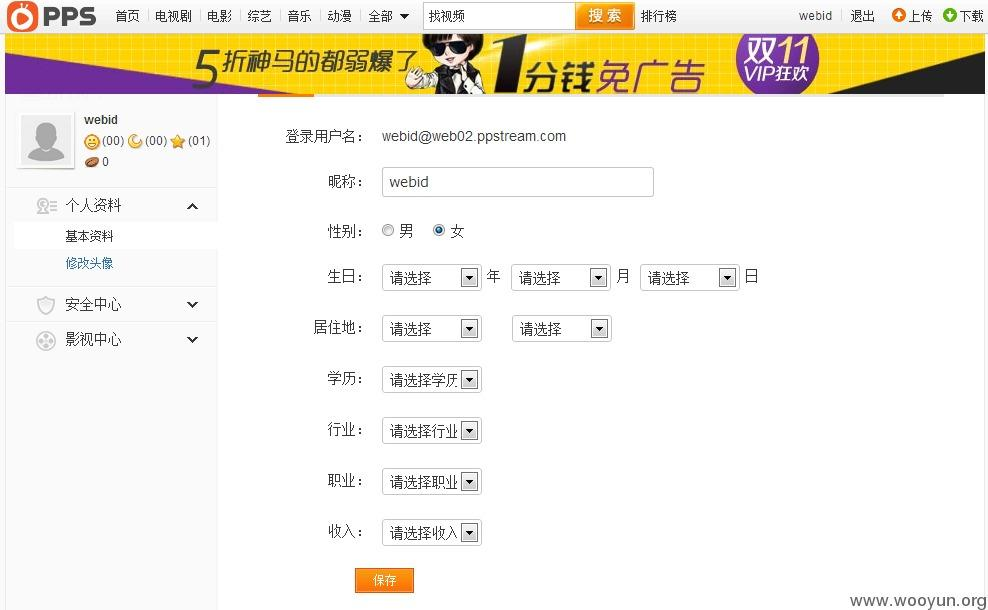 PPS 首页 电视剧 电影 综艺 音乐 动漫 全部 找视频 搜索 排行榜 webid 退出 上传 下载
5折神马的都弱爆了 1分钱免广告 双11 VIP狂欢
webid
(00) (00) (01)
0
个人资料
基本资料
修改头像
安全中心
影视中心
登录用户名: webid@web02.ppstream.com
昵称: webid
性别: 男 女
生日: 请选择 年 请选择 月 请选择 日
居住地: 请选择 请选择
学历: 请选择学历
行业: 请选择行业
职业: 请选择职业
收入: 请选择收入
保存
www.wooyun.org